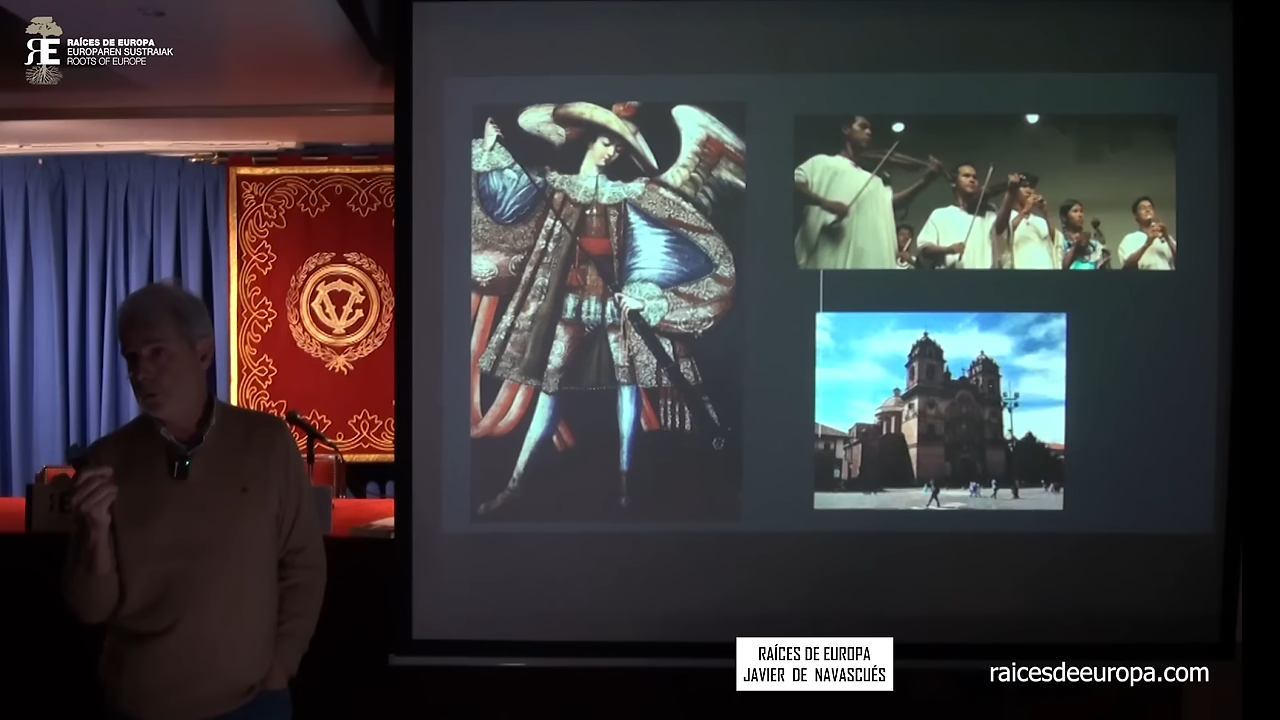 RAÍCES DE EUROPA
EUROPAREN SUSTRAIAK
ROOTS OF EUROPE
RAÍCES DE EUROPA
JAVIER DE NAVASCUÉS
raicesdeeuropa.com